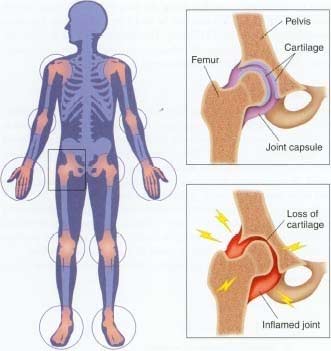 Pelvis
Cartilage
Femur
Joint capsule
Loss of
cartilage
Inflamed joint